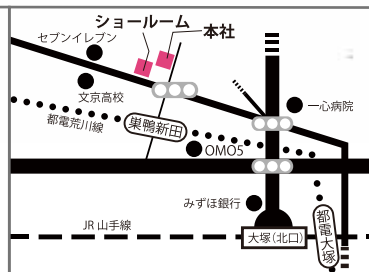 ショールーム
セブンイレブン
本社
文京高校
一心病院
都電荒川線
巣鴨新田
OMO5
みずほ銀行
都電大塚
大塚(北口)
JR 山手線